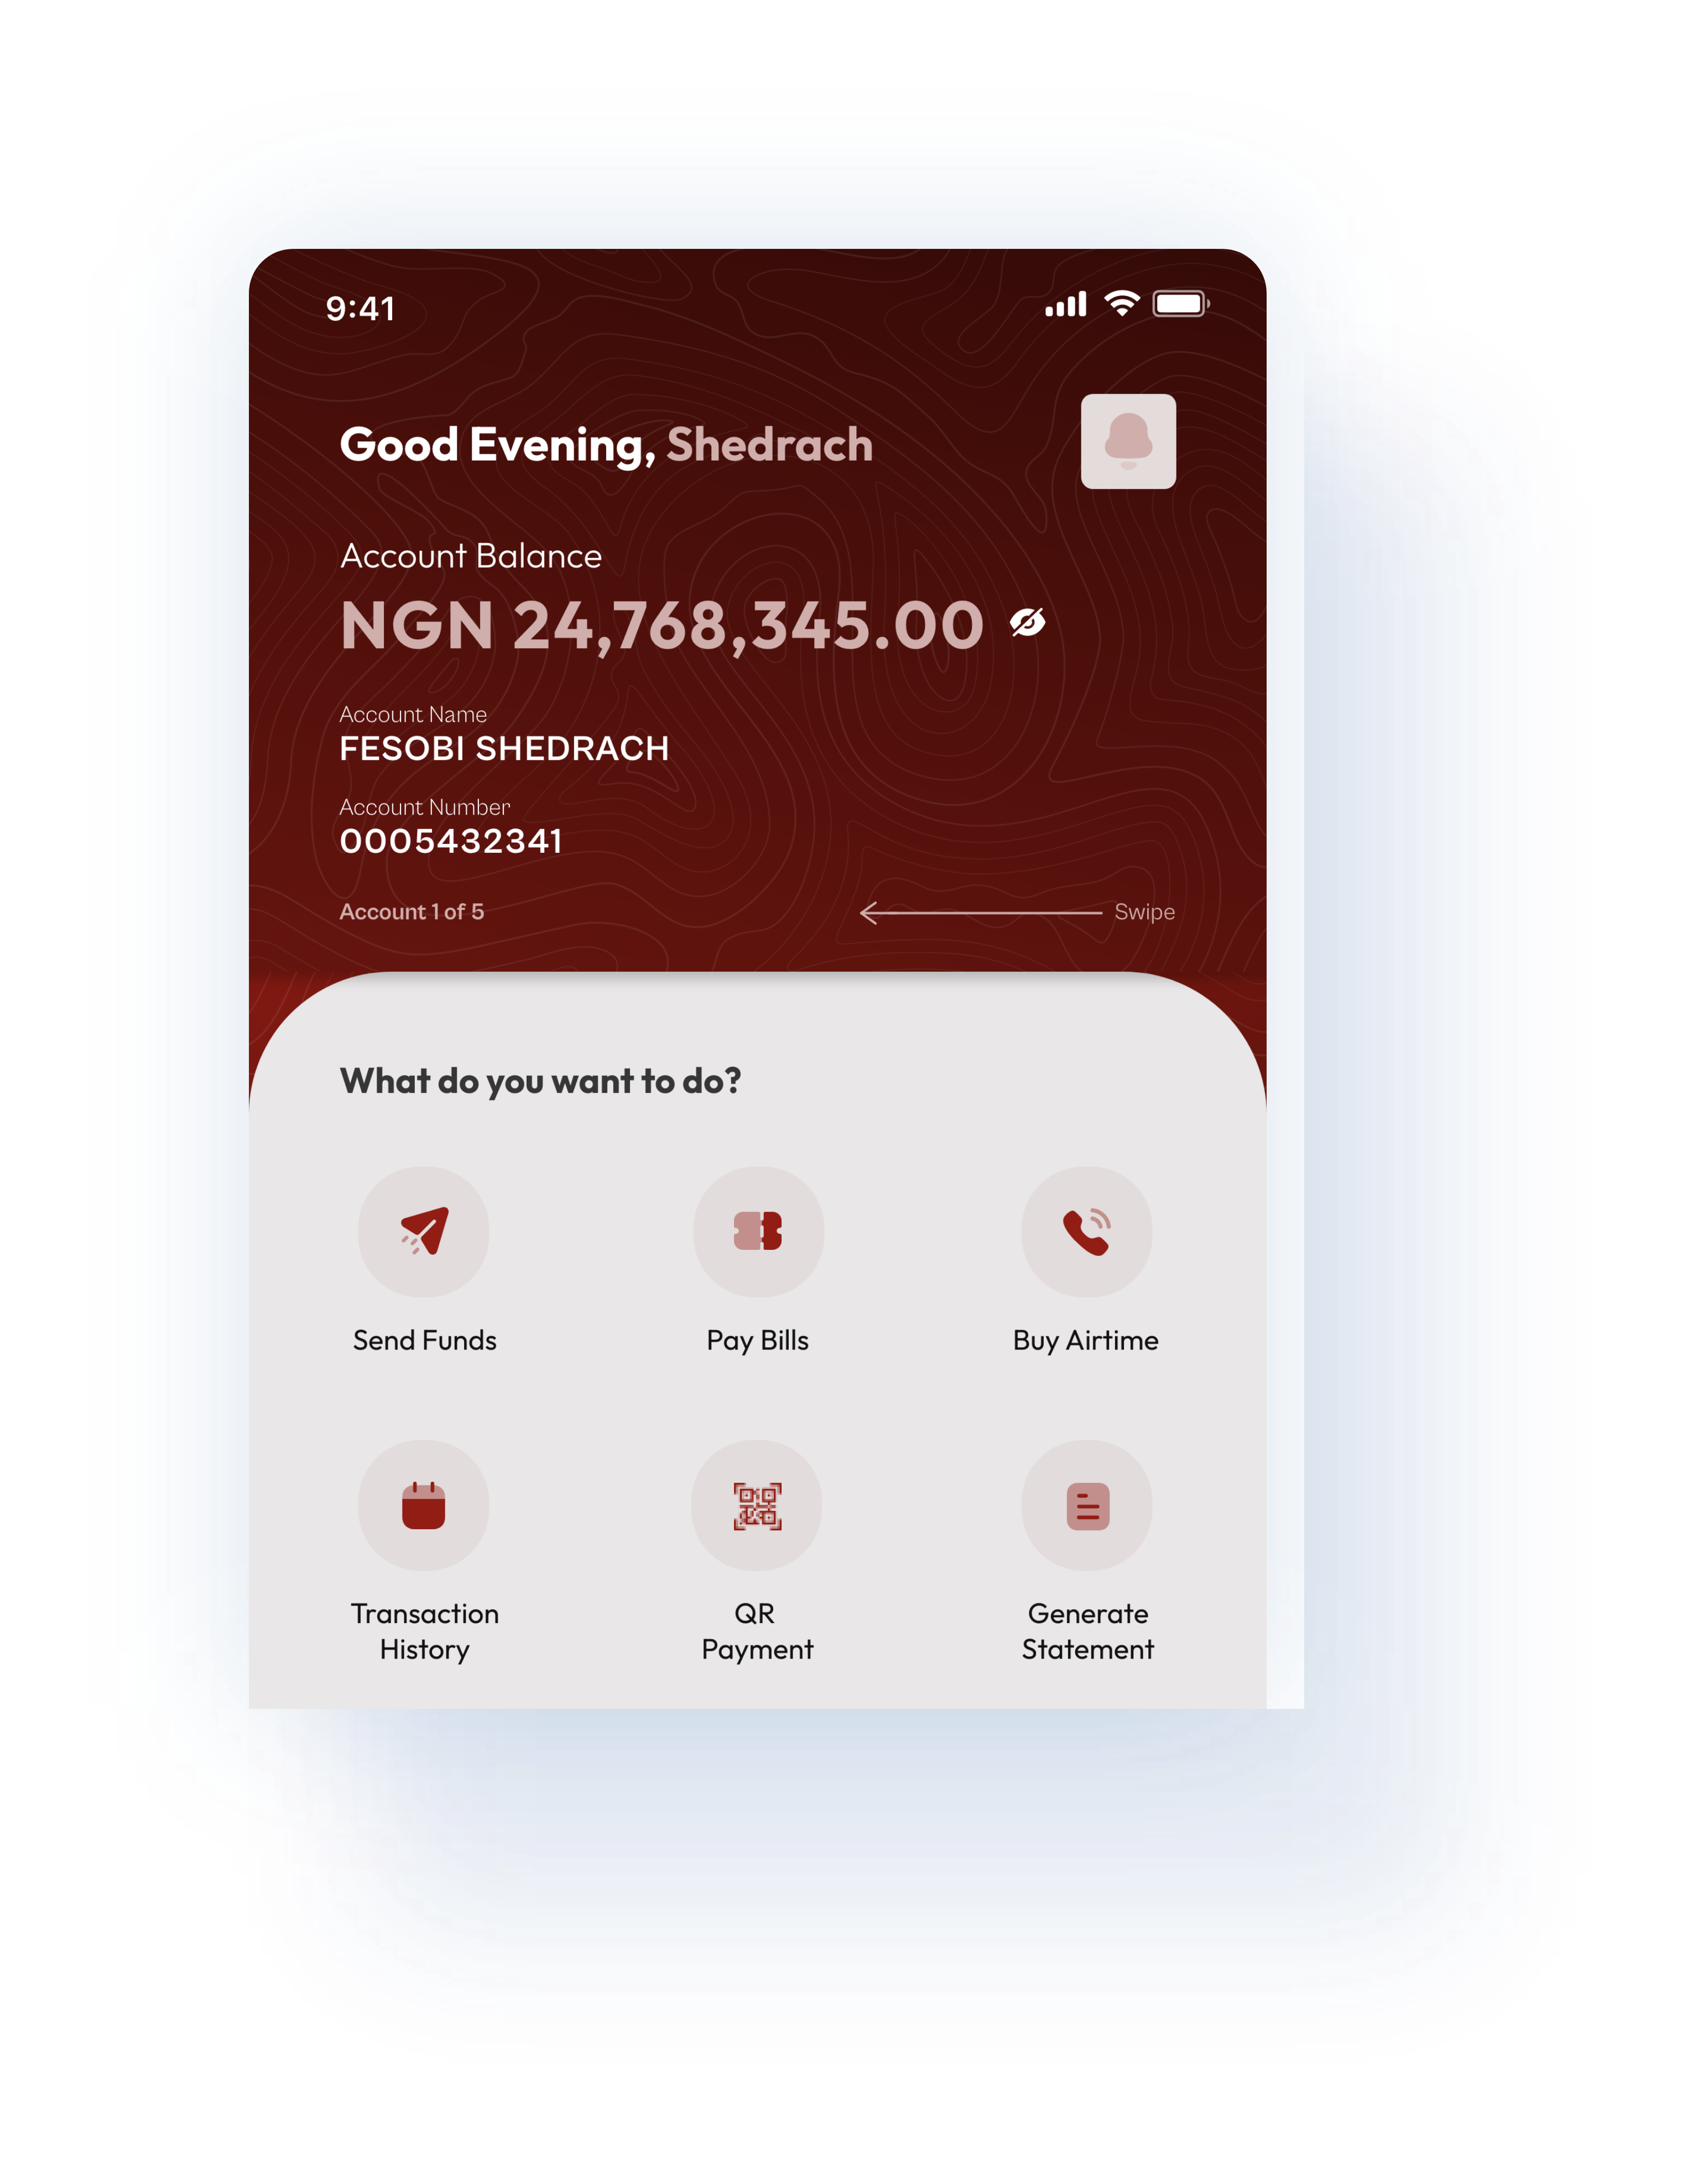 9:41
Good Evening, Shedrach
Account Balance
NGN 24,768,345.00
Account Name
FESOBI SHEDRACH
Account Number
0005432341
Account 1 of 5
Swipe
What do you want to do?
Send Funds
Pay Bills
Buy Airtime
Transaction
History
QR
Payment
Generate
Statement